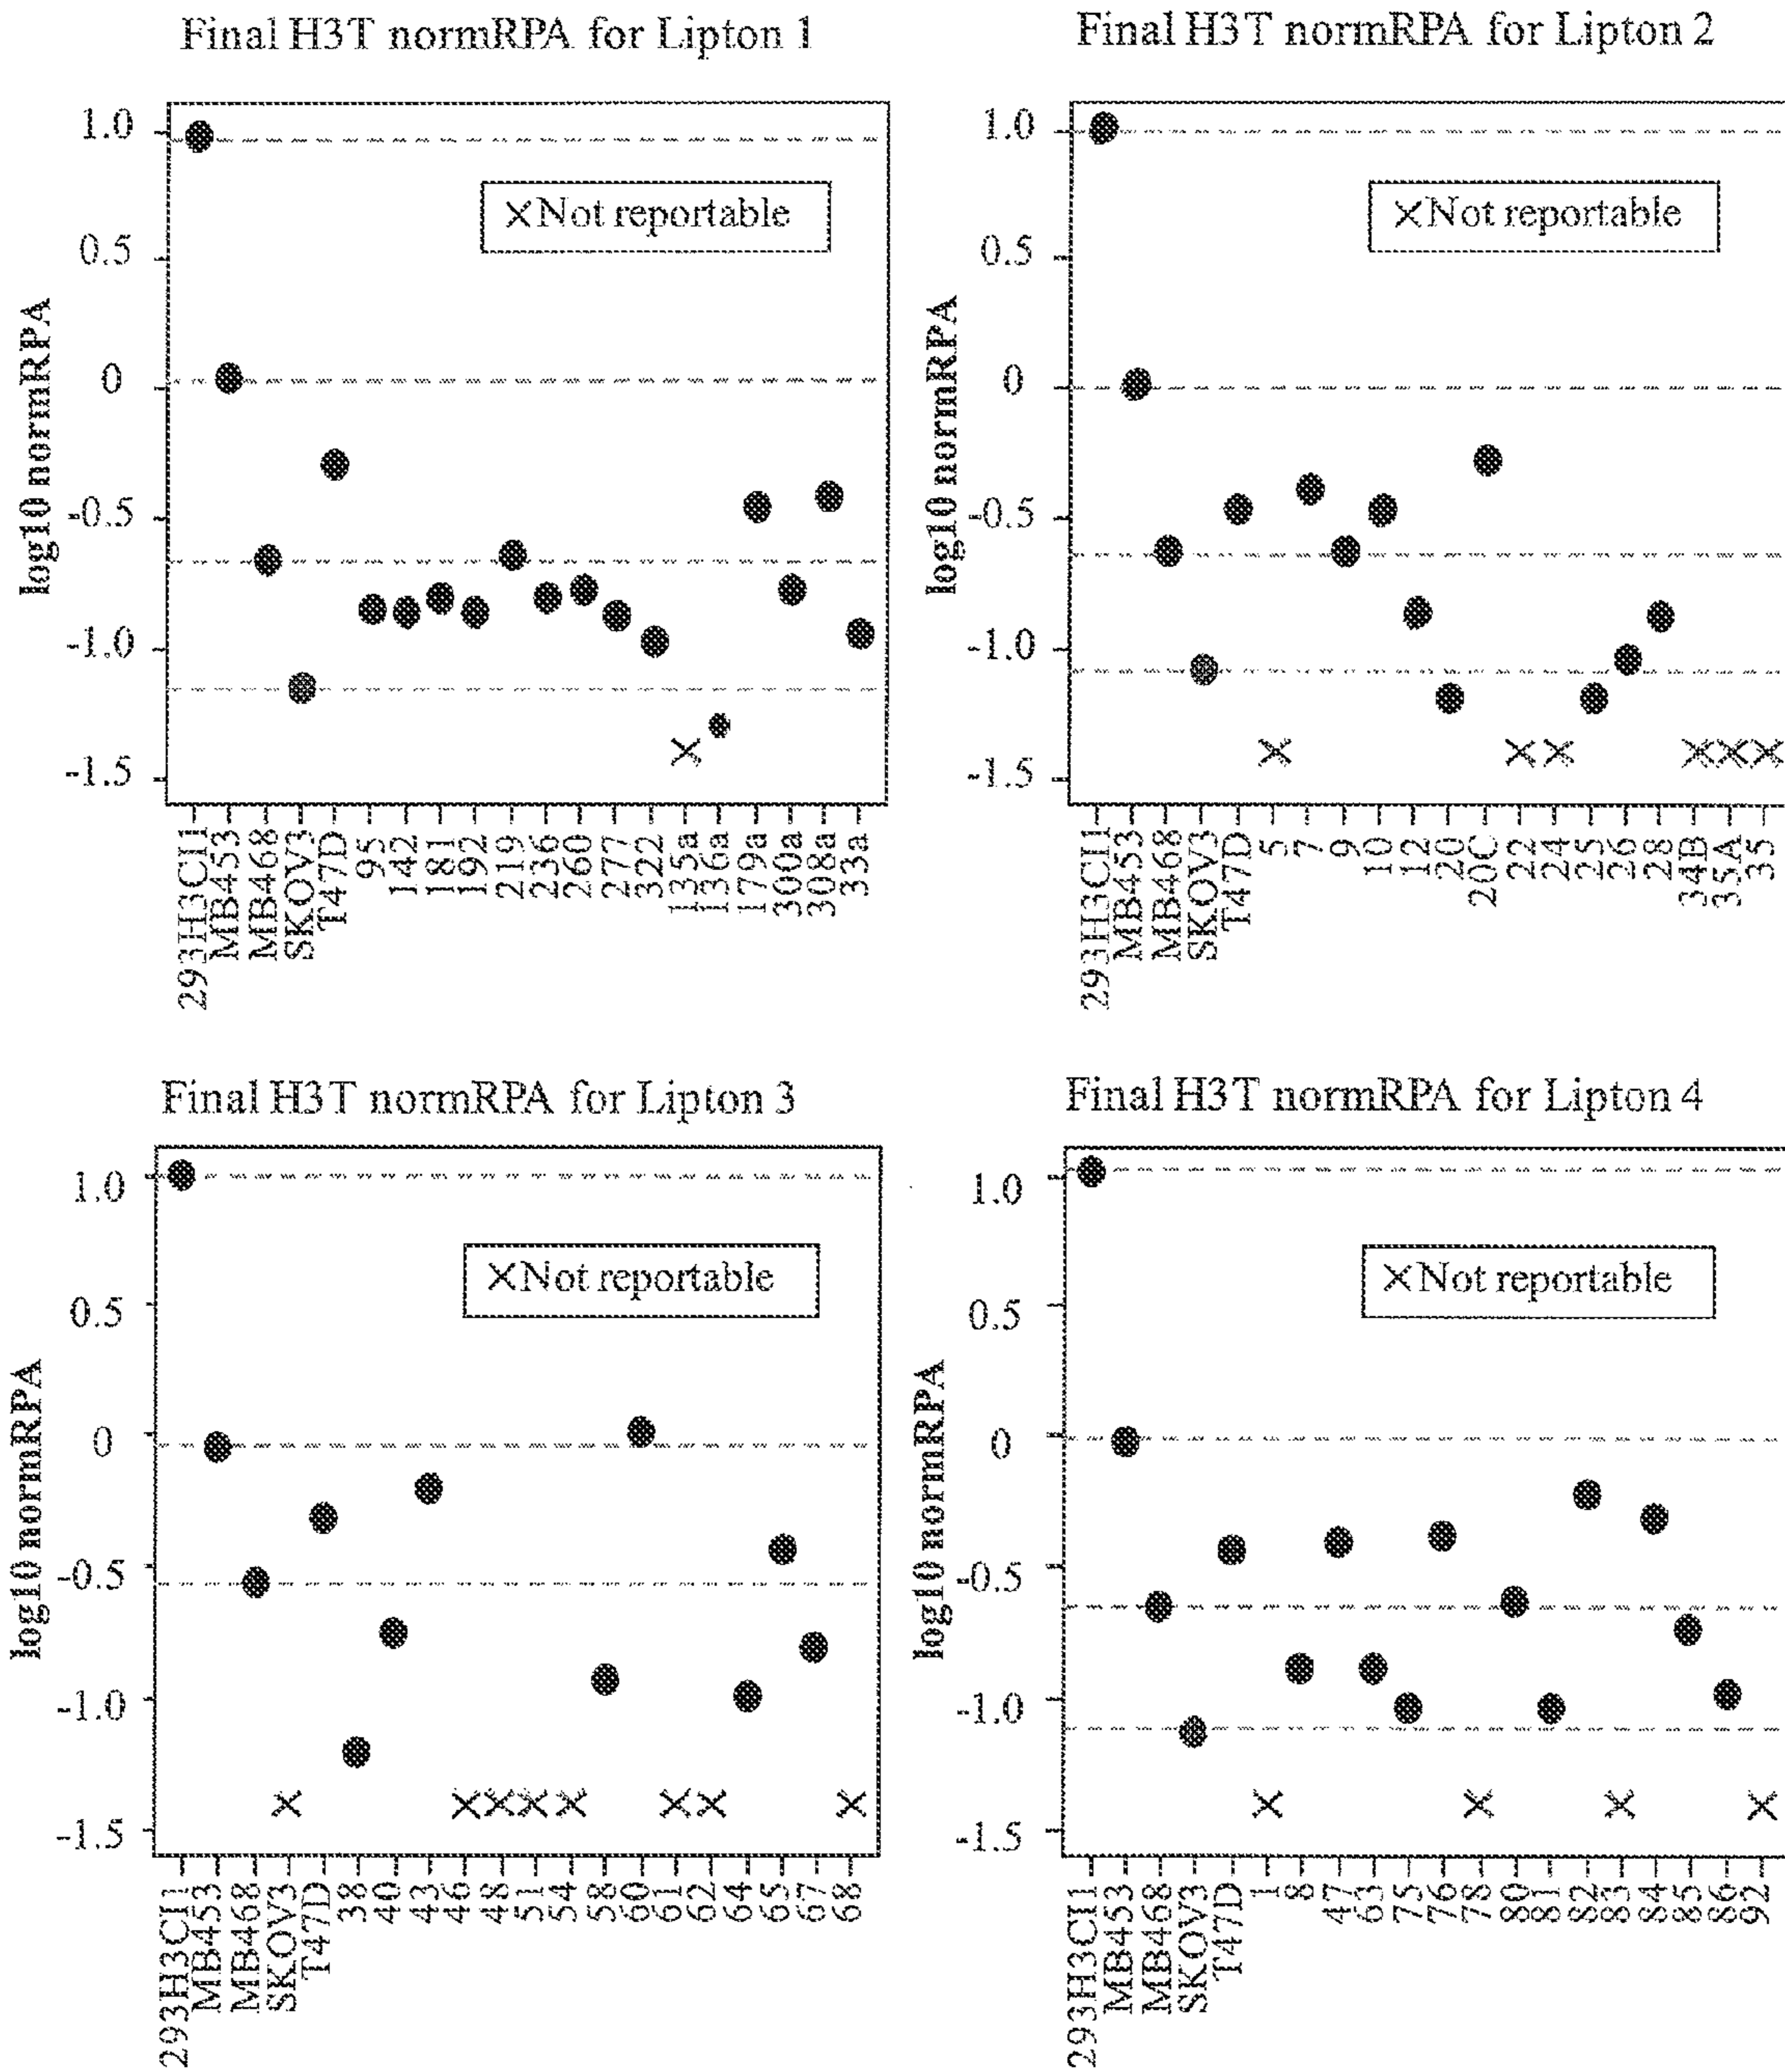 Final H3T normRPA for Lipton 1
1.0
0.5
0
-0.5
-1.0
-1.5
log10 normRPA
×Not reportable
293H3Cl1
MB453
MB468
SKOV3
T47D
95
142
181
192
219
236
260
277
322
135a
136a
179a
300a
308a
33a
Final H3T normRPA for Lipton 2
1.0
0.5
0
-0.5
-1.0
-1.5
log10 normRPA
×Not reportable
293H3Cl1
MB453
MB468
SKOV3
T47D
5
7
9
10
12
20
20C
22
24
25
26
28
34B
35A
35
Final H3T normRPA for Lipton 3
1.0
0.5
0
-0.5
-1.0
-1.5
log10 normRPA
×Not reportable
293H3Cl1
MB453
MB468
SKOV3
T47D
38
40
43
46
48
51
54
58
60
61
62
64
65
67
68
Final H3T normRPA for Lipton 4
1.0
0.5
0
-0.5
-1.0
-1.5
log10 normRPA
×Not reportable
293H3Cl1
MB453
MB468
SKOV3
T47D
1
8
47
63
75
76
78
80
81
82
83
84
85
86
92